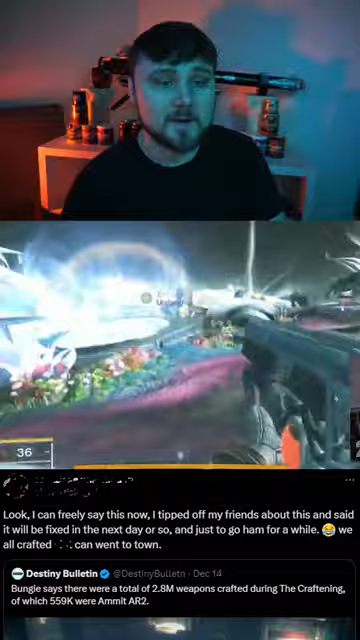 36
Look, I can freely say this now, I tipped off my friends about this and said
it will be fixed in the next day or so, and just to go ham for a while. 😂 we
all crafted can went to town.
Destiny Bulletin @DestinyBulletn · Dec 14
Bungie says there were a total of 2.8M weapons crafted during The Craftening,
of which 559K were Ammit AR2.